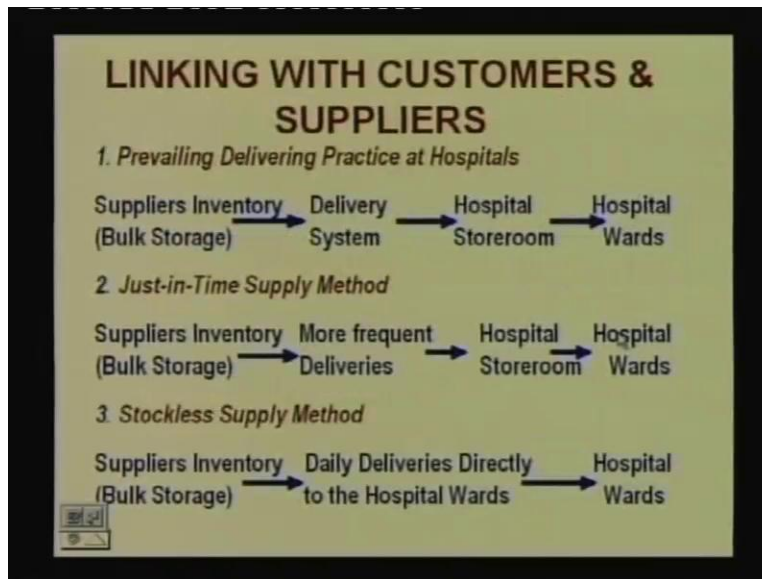 LINKING WITH CUSTOMERS &
SUPPLIERS
1. Prevailing Delivering Practice at Hospitals
Suppliers Inventory Delivery Hospital Hospital
(Bulk Storage) System Storeroom Wards
2. Just-in-Time Supply Method
Suppliers Inventory More frequent Hospital Hospital
(Bulk Storage) Deliveries Storeroom Wards
3. Stockless Supply Method
Suppliers Inventory Daily Deliveries Directly Hospital
(Bulk Storage) to the Hospital Wards Wards